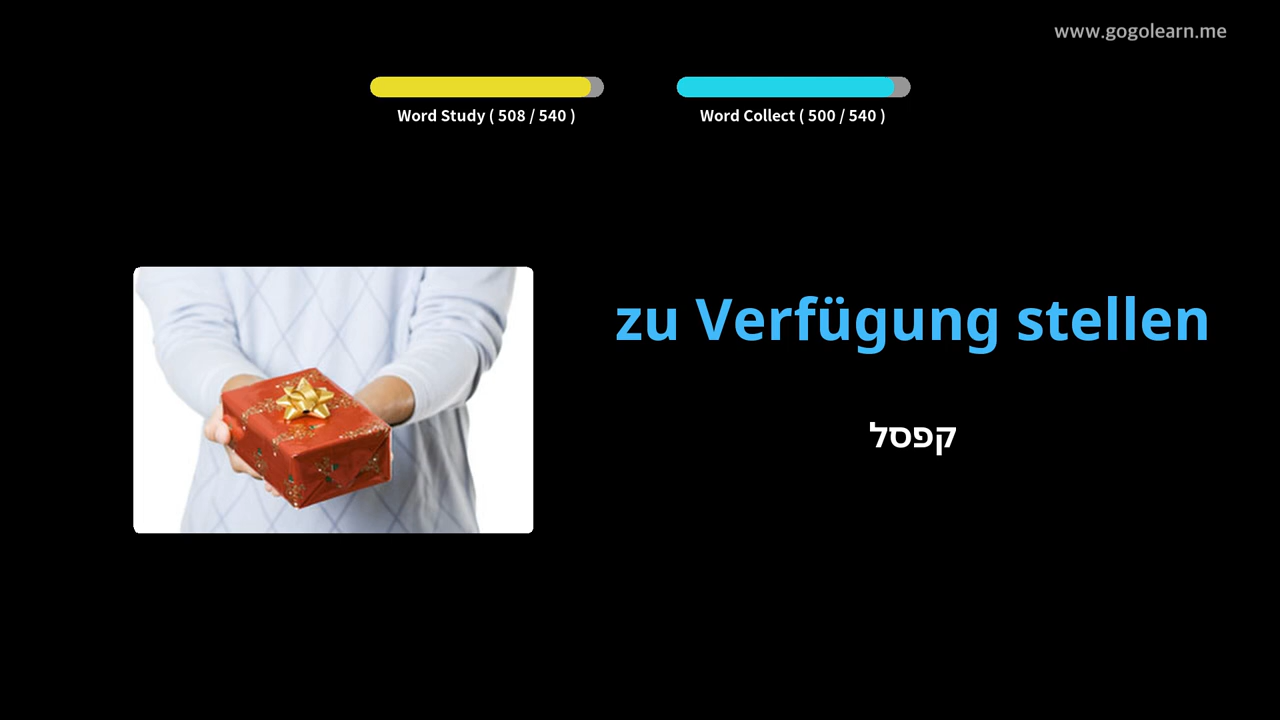 www.gogolearn.me
Word Study ( 508 / 540 )
Word Collect ( 500 / 540 )
zu Verfügung stellen
קפסל